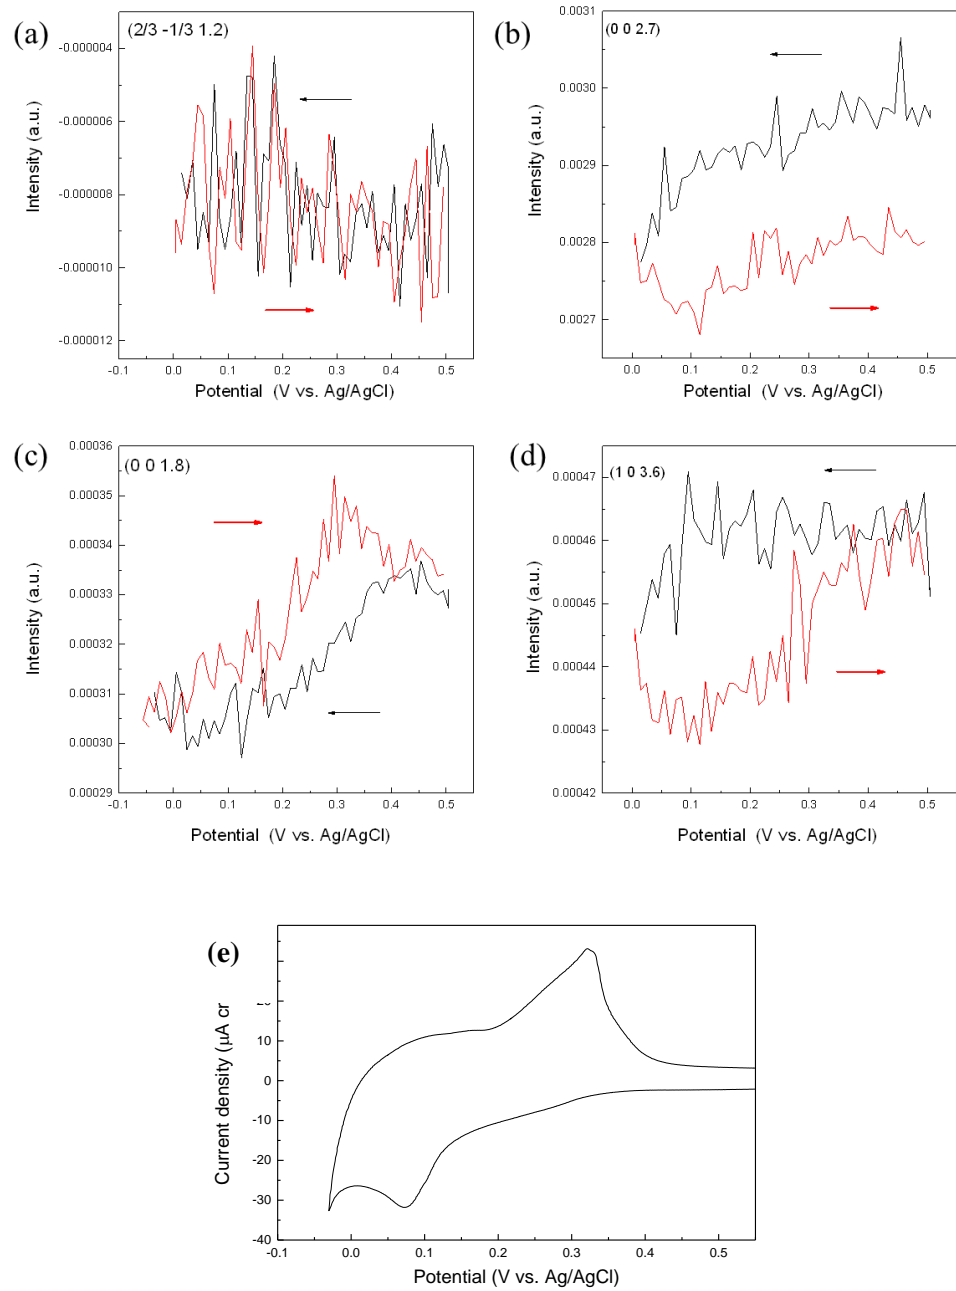 (a)
(2/3 -1/3 1.2)
Intensity (a.u.)
-0.000004
-0.000006
-0.000008
-0.000010
-0.000012
-0.1 0.0 0.1 0.2 0.3 0.4 0.5
Potential (V vs. Ag/AgCl)
(b)
(0 0 2.7)
Intensity (a.u.)
0.0031
0.0030
0.0029
0.0028
0.0027
0.0 0.1 0.2 0.3 0.4 0.5
Potential (V vs. Ag/AgCl)
(c)
(0 0 1.8)
Intensity (a.u.)
0.00036
0.00035
0.00034
0.00033
0.00032
0.00031
0.00030
0.00029
-0.1 0.0 0.1 0.2 0.3 0.4 0.5
Potential (V vs. Ag/AgCl)
(d)
(1 0 3.6)
Intensity (a.u.)
0.00047
0.00046
0.00045
0.00044
0.00043
0.00042
0.0 0.1 0.2 0.3 0.4 0.5
Potential (V vs. Ag/AgCl)
(e)
Current density (µA cr
10
0
-10
-20
-30
-40
-0.1 0.0 0.1 0.2 0.3 0.4 0.5
Potential (V vs. Ag/AgCl)